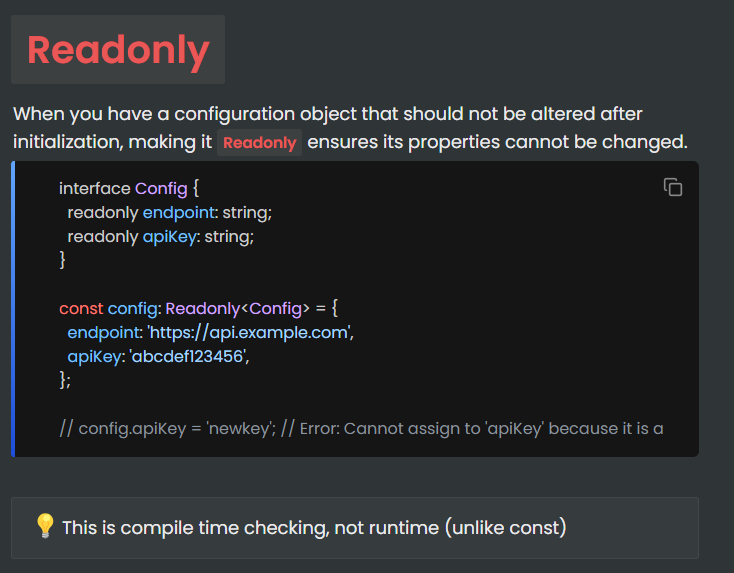 Readonly
When you have a configuration object that should not be altered after
initialization, making it Readonly ensures its properties cannot be changed.
interface Config {
  readonly endpoint: string;
  readonly apiKey: string;
}
const config: Readonly<Config> = {
  endpoint: 'https://api.example.com',
  apiKey: 'abcdef123456',
};
// config.apiKey = 'newkey'; // Error: Cannot assign to 'apiKey' because it is a
💡 This is compile time checking, not runtime (unlike const)